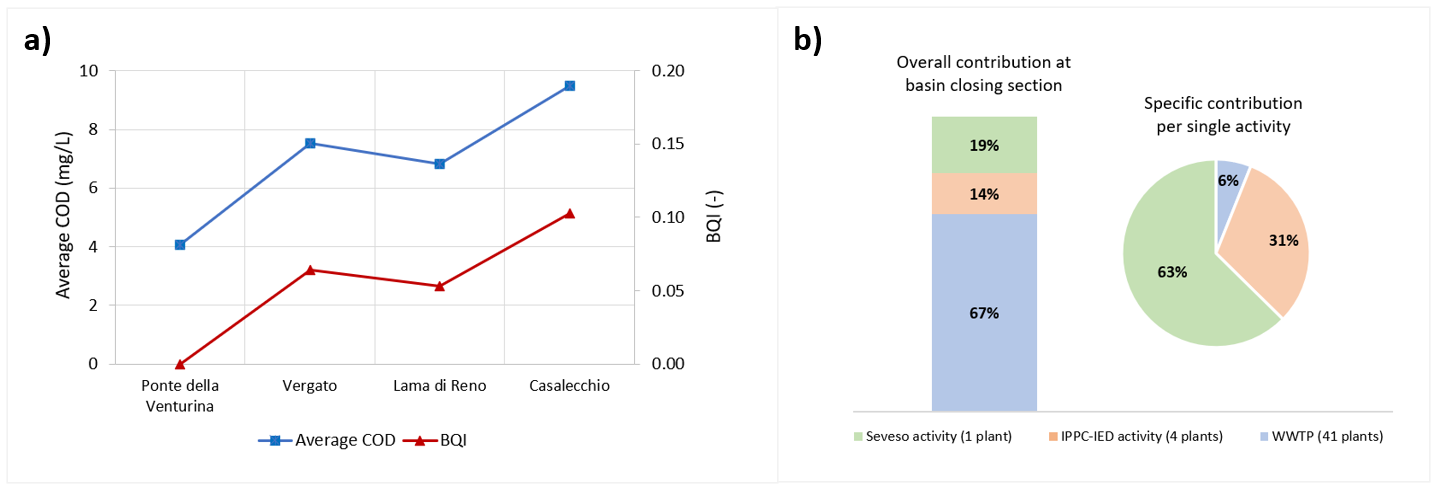 a)
10
8
6
4
2
0
Average COD (mg/L)
0.20
0.15
0.10
0.05
0.00
BQI (-)
Ponte della
Venturina
Vergato
Lama di Reno
Casalecchio
Average COD
BQI
b)
Overall contribution at
basin closing section
19%
14%
67%
Specific contribution
per single activity
6%
31%
63%
Seveso activity (1 plant)
IPPC-IED activity (4 plants)
WWTP (41 plants)